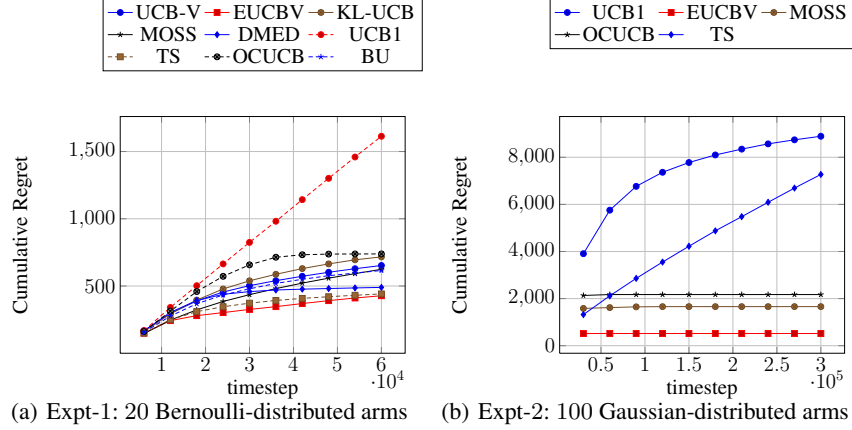 UCB-V EUCBV KL-UCB
MOSS DMED UCB1
TS OCUCB BU
Cumulative Regret
1,500
1,000
500
0 1 2 3 4 5 6
timestep
·10⁴
(a) Expt-1: 20 Bernoulli-distributed arms
UCB1 EUCBV MOSS
OCUCB TS
Cumulative Regret
8,000
6,000
4,000
2,000
0
0.5 1 1.5 2 2.5 3
timestep
·10⁵
(b) Expt-2: 100 Gaussian-distributed arms